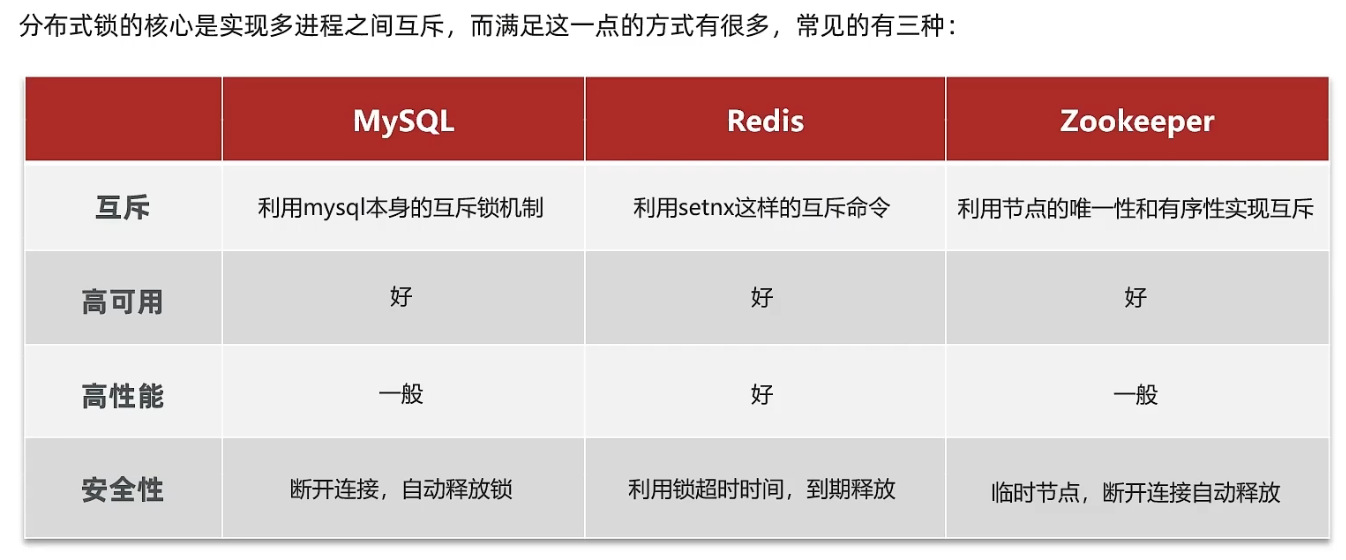 分布式锁的核心是实现多进程之间互斥，而满足这一点的方式有很多，常见的有三种：
MySQL Redis Zookeeper
互斥 利用mysql本身的互斥锁机制 利用setnx这样的互斥命令 利用节点的唯一性和有序性实现互斥
高可用 好 好 好
高性能 一般 好 一般
安全性 断开连接，自动释放锁 利用锁超时时间，到期释放 临时节点，断开连接自动释放